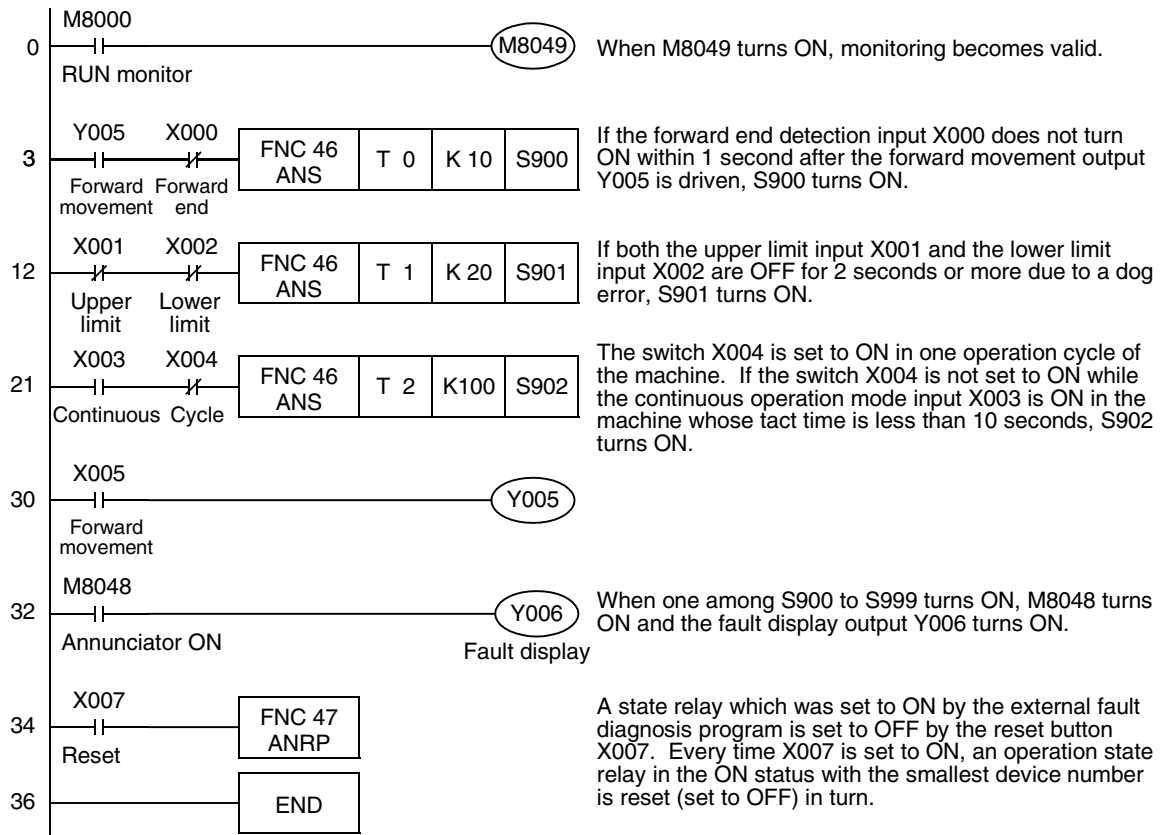 M8000
0
M8049
When M8049 turns ON, monitoring becomes valid.
RUN monitor
Y005 X000
3
FNC 46
ANS
T 0
K 10
S900
Forward movement
Forward end
If the forward end detection input X000 does not turn
ON within 1 second after the forward movement output
Y005 is driven, S900 turns ON.
X001 X002
12
FNC 46
ANS
T 1
K 20
S901
Upper limit
Lower limit
If both the upper limit input X001 and the lower limit
input X002 are OFF for 2 seconds or more due to a dog
error, S901 turns ON.
X003 X004
21
FNC 46
ANS
T 2
K100
S902
Continuous Cycle
The switch X004 is set to ON in one operation cycle of
the machine. If the switch X004 is not set to ON while
the continuous operation mode input X003 is ON in the
machine whose tact time is less than 10 seconds, S902
turns ON.
X005
30
Y005
Forward
movement
M8048
32
Y006
Annunciator ON
Fault display
When one among S900 to S999 turns ON, M8048 turns
ON and the fault display output Y006 turns ON.
X007
34
FNC 47
ANRP
Reset
A state relay which was set to ON by the external fault
diagnosis program is set to OFF by the reset button
X007. Every time X007 is set to ON, an operation state
relay in the ON status with the smallest device number
is reset (set to OFF) in turn.
36
END